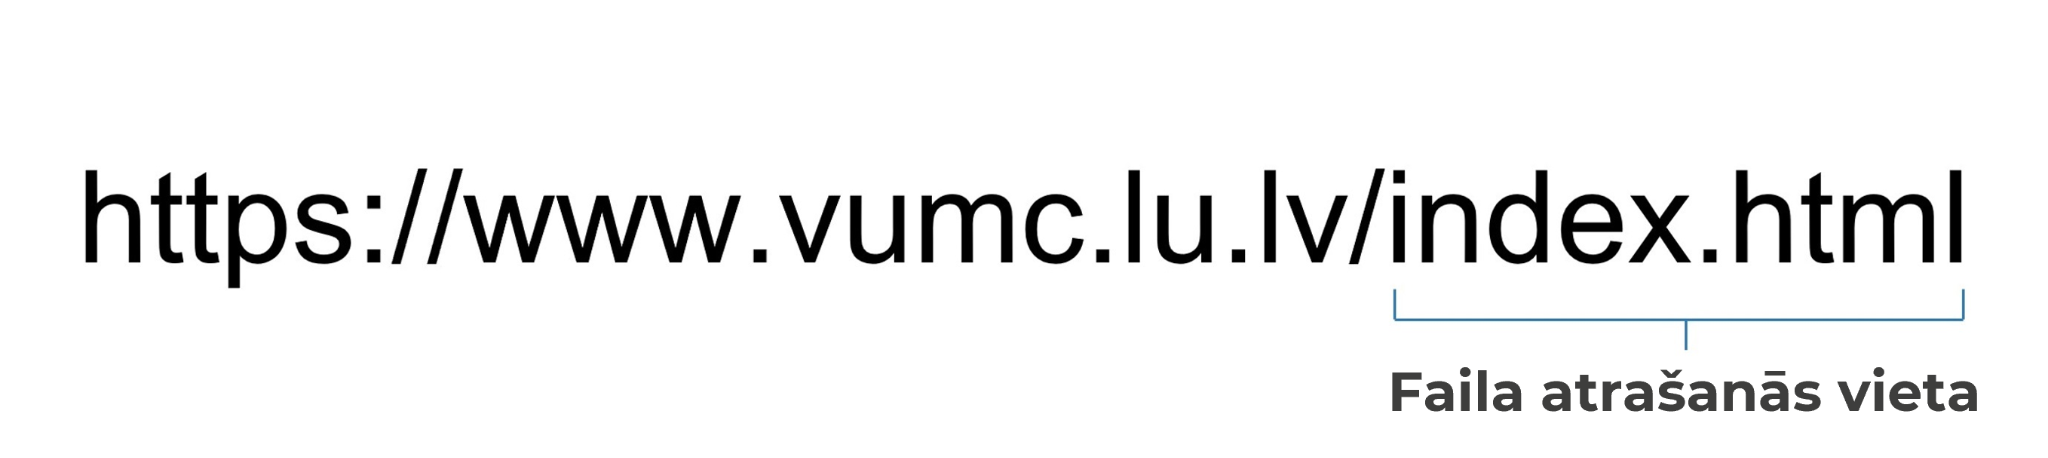 https://www.vumc.lu.lv/index.html
Faila atrašanās vieta